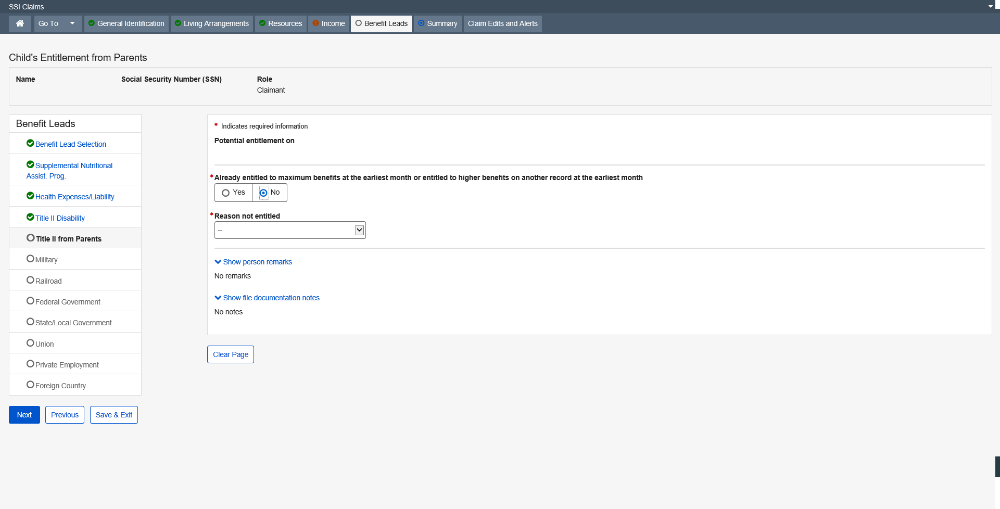 SSI Claims
Go To
General Identification
Living Arrangements
Resources
Income
Benefit Leads
Summary
Claim Edits and Alerts
Child's Entitlement from Parents
Name
Social Security Number (SSN)
Role
Claimant
Benefit Leads
Benefit Lead Selection
Supplemental Nutritional
Assist. Prog.
Health Expenses/Liability
Title II Disability
Title II from Parents
Military
Railroad
Federal Government
State/Local Government
Union
Private Employment
Foreign Country
Next
Previous
Save & Exit
* Indicates required information
Potential entitlement on
* Already entitled to maximum benefits at the earliest month or entitled to higher benefits on another record at the earliest month
Yes
No
* Reason not entitled
--
Show person remarks
No remarks
Show file documentation notes
No notes
Clear Page